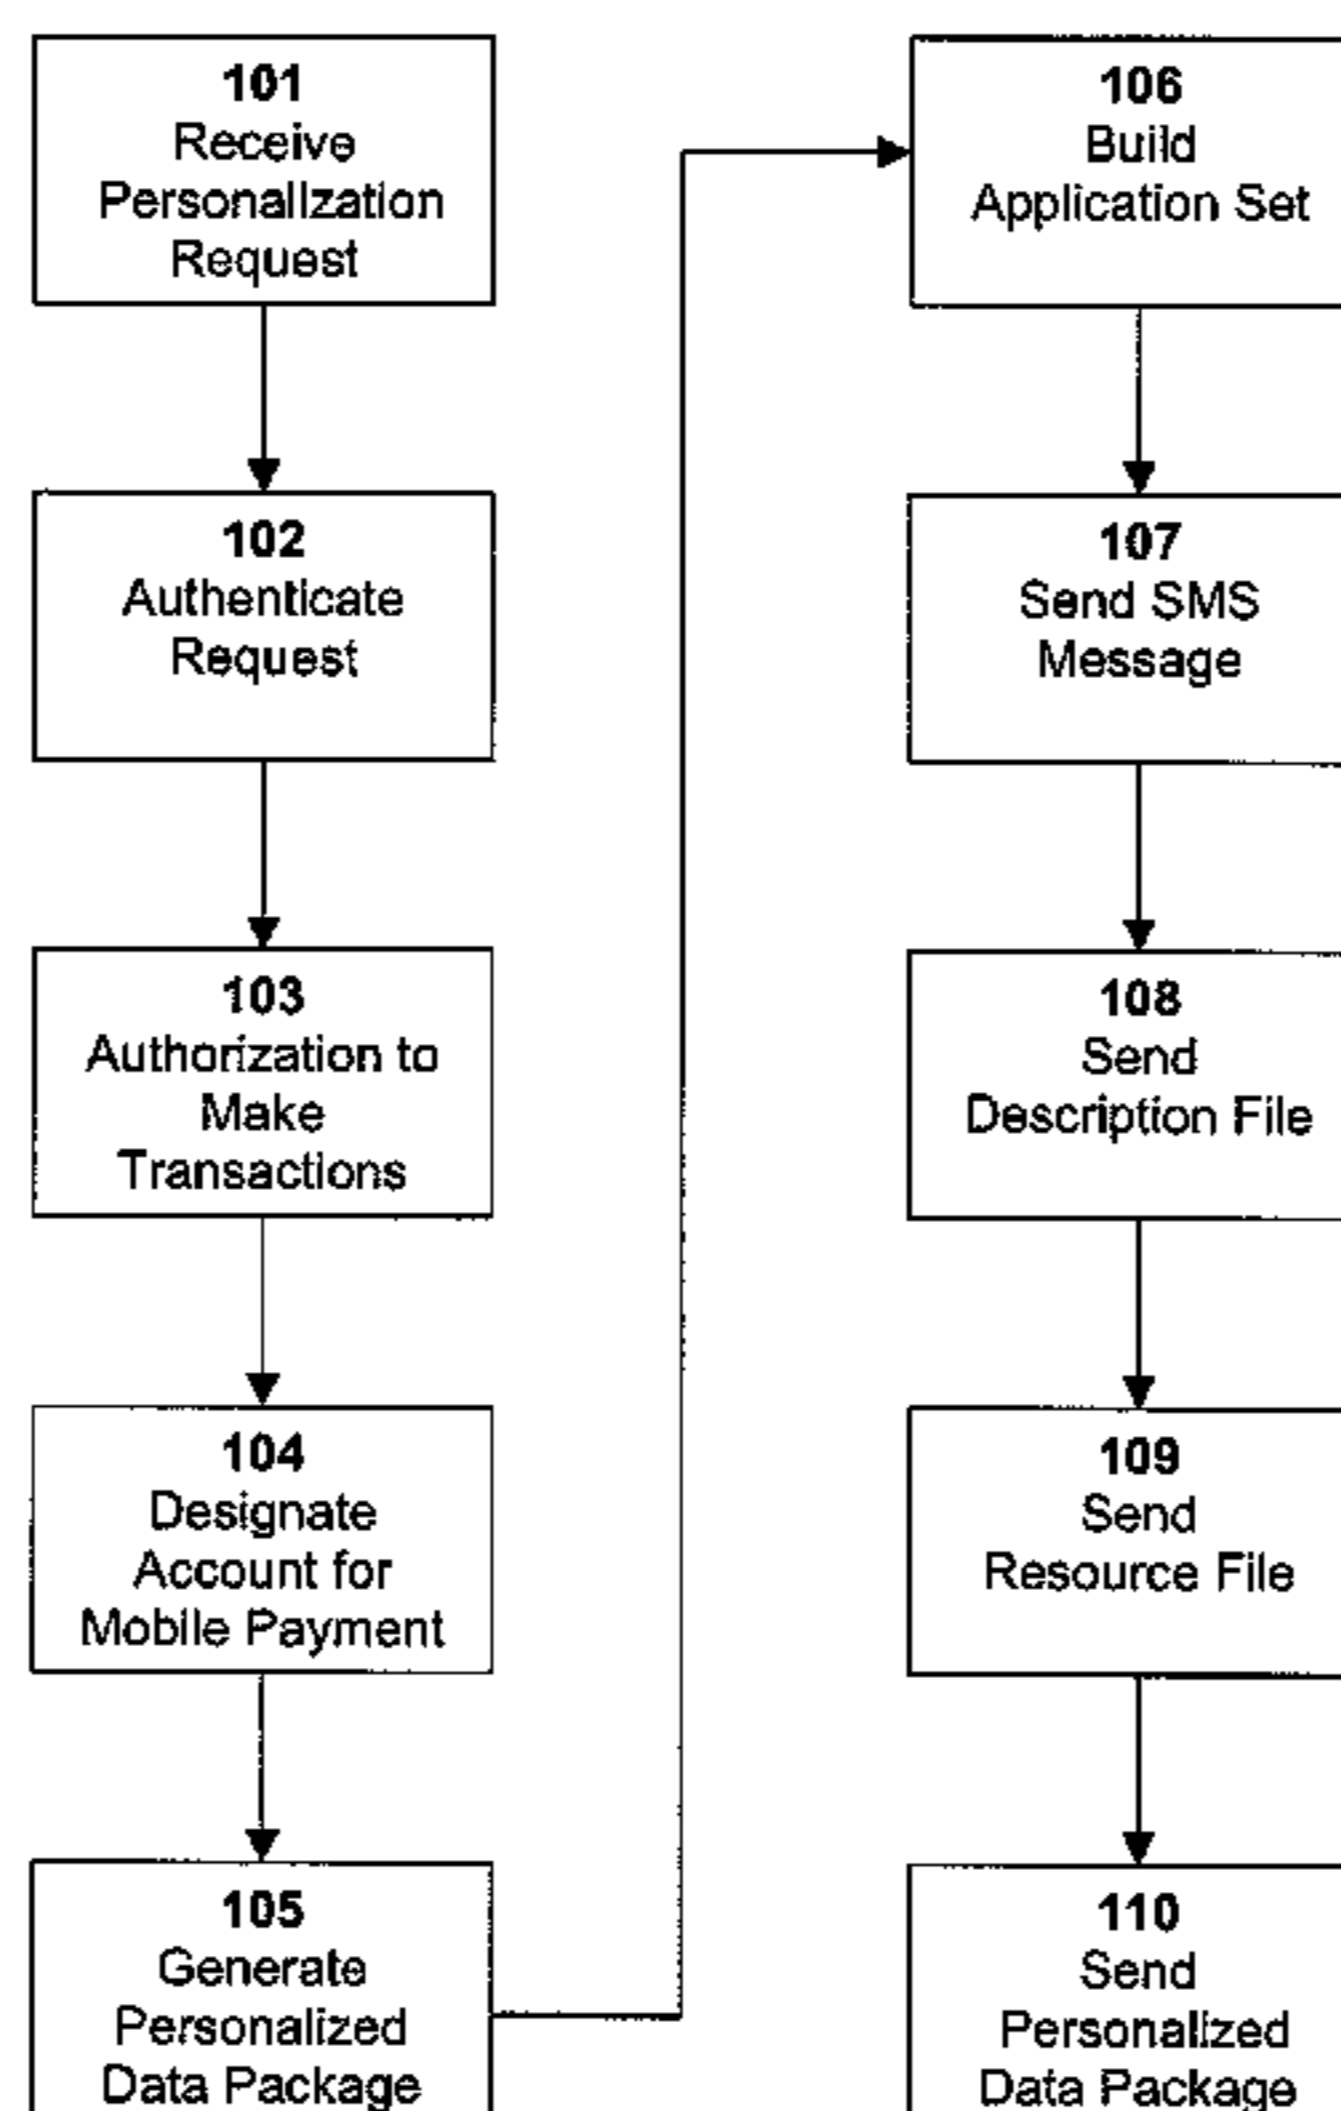 101
Receive
Personalization
Request
102
Authenticate
Request
103
Authorization to
Make
Transactions
104
Designate
Account for
Mobile Payment
105
Generate
Personalized
Data Package
106
Build
Application Set
107
Send SMS
Message
108
Send
Description File
109
Send
Resource File
110
Send
Personalized
Data Package